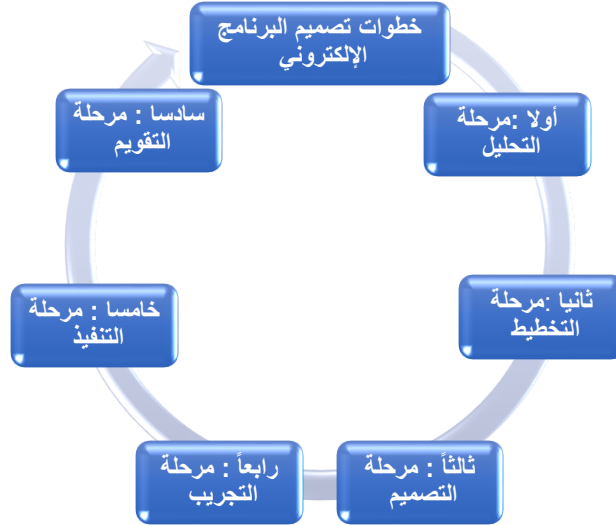 خطوات تصميم البرنامج
الإلكتروني
أولا :مرحلة
التحليل
ثانيا :مرحلة
التخطيط
ثالثاً : مرحلة
التصميم
رابعاً : مرحلة
التجريب
خامسا : مرحلة
التنفيذ
سادسا : مرحلة
التقويم